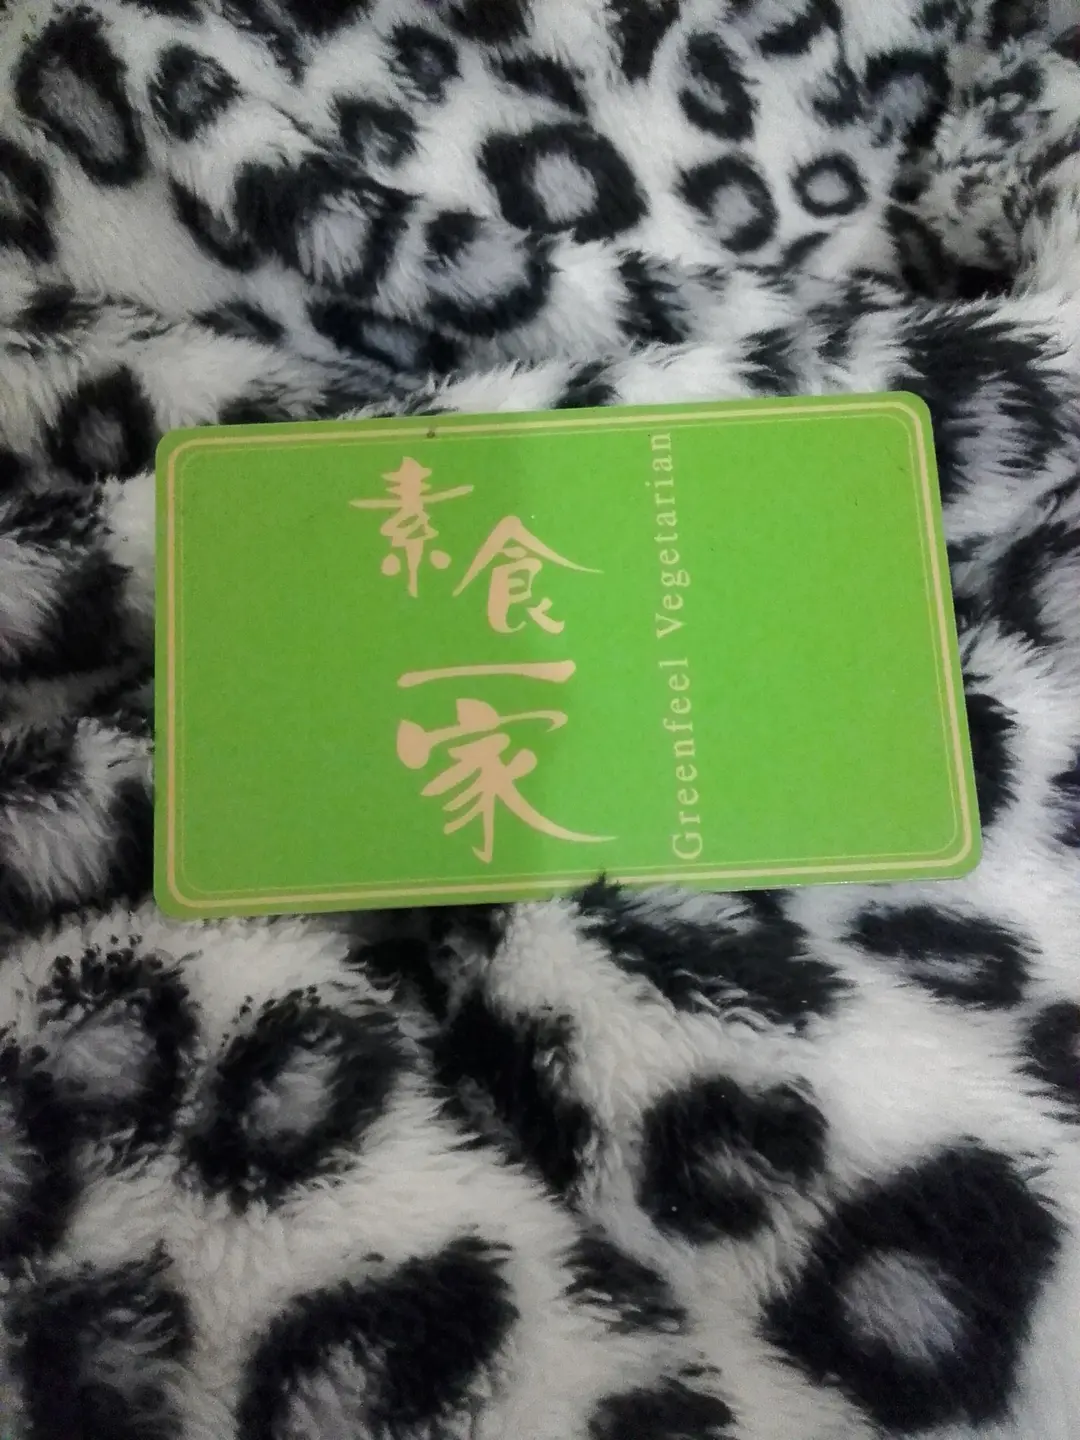 素食一家
Greenfeel Vegetarian